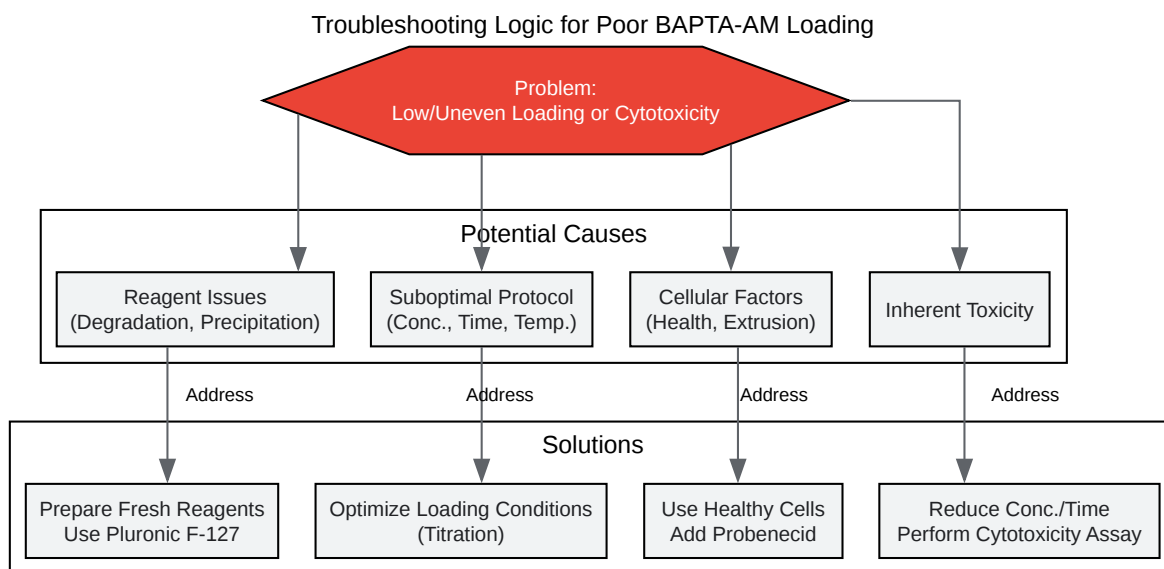 Troubleshooting Logic for Poor BAPTA-AM Loading
Problem:
Low/Uneven Loading or Cytotoxicity
Potential Causes
Reagent Issues
(Degradation, Precipitation)
Suboptimal Protocol
(Conc., Time, Temp.)
Cellular Factors
(Health, Extrusion)
Inherent Toxicity
Address
Address
Address
Address
Solutions
Prepare Fresh Reagents
Use Pluronic F-127
Optimize Loading Conditions
(Titration)
Use Healthy Cells
Add Probenecid
Reduce Conc./Time
Perform Cytotoxicity Assay